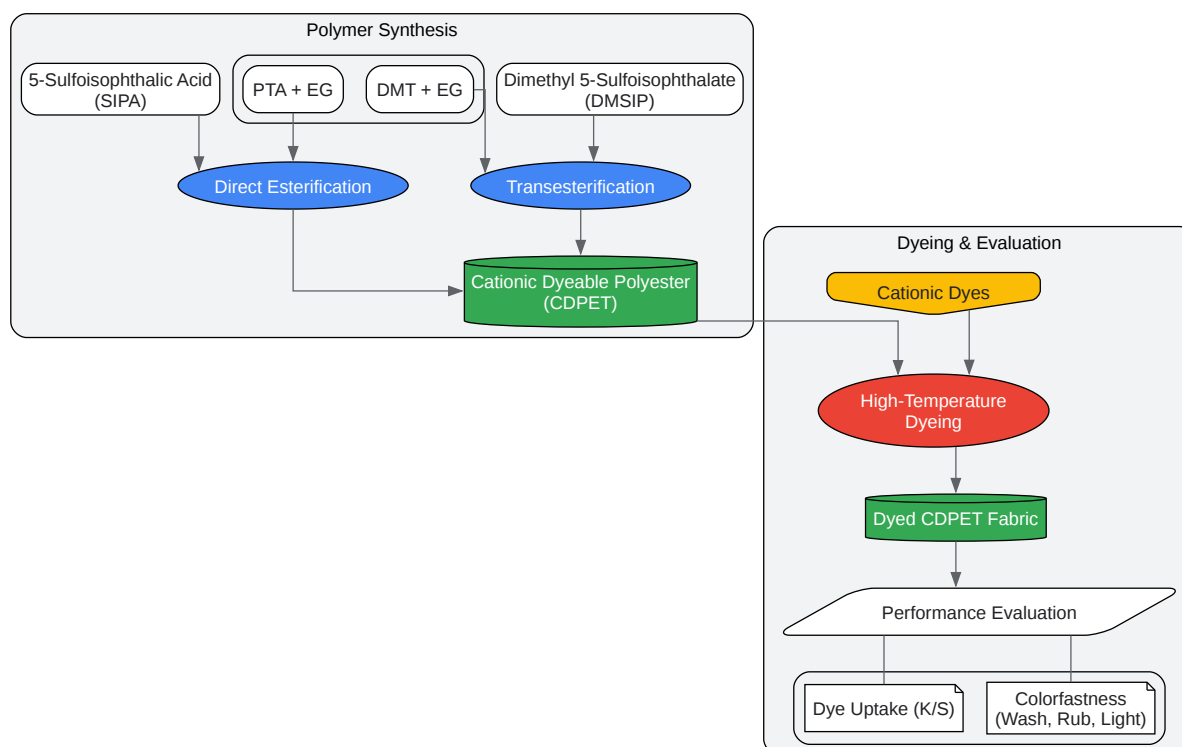 Polymer Synthesis
5-Sulfoisophthalic Acid
(SIPA)
PTA + EG
DMT + EG
Dimethyl 5-Sulfoisophthalate
(DMSIP)
Direct Esterification
Transesterification
Cationic Dyeable Polyester
(CDPET)
Dyeing & Evaluation
Cationic Dyes
High-Temperature
Dyeing
Dyed CDPET Fabric
Performance Evaluation
Dye Uptake (K/S)
Colorfastness
(Wash, Rub, Light)